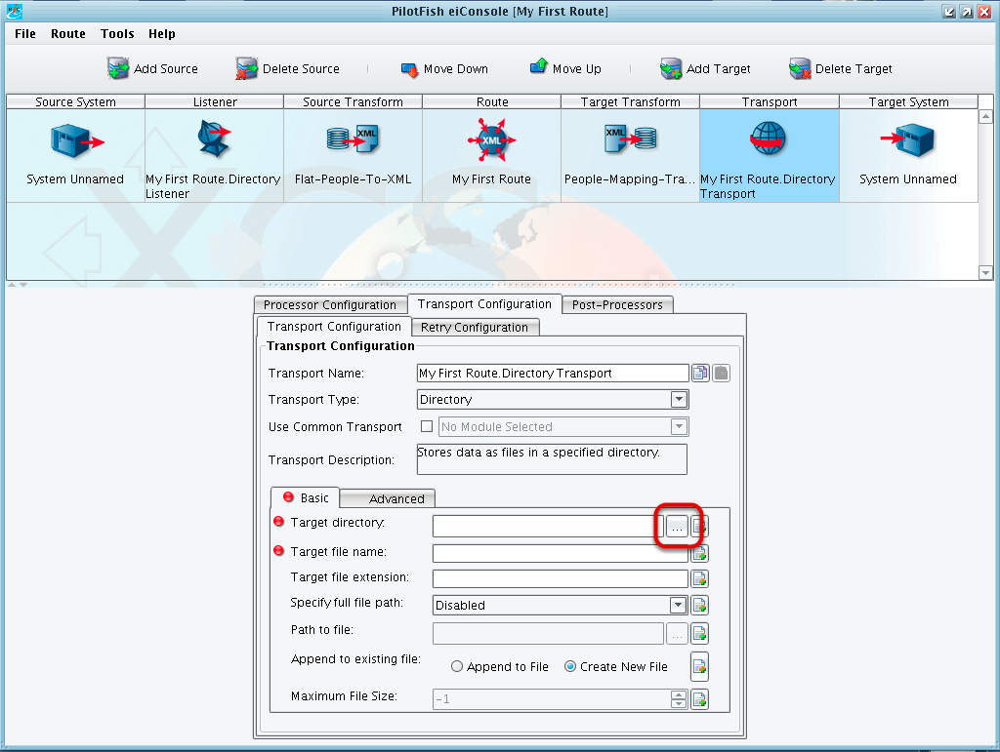 PilotFish eiConsole [My First Route]
File Route Tools Help
Add Source Delete Source Move Down Move Up Add Target Delete Target
Source System Listener Source Transform Route Target Transform Transport Target System
XML XML XML
System Unnamed My First Route.Directory Listener Flat-People-To-XML My First Route People-Mapping-Tra... My First Route.Directory Transport System Unnamed
Processor Configuration Transport Configuration Post-Processors
Transport Configuration Retry Configuration
Transport Configuration
Transport Name: My First Route.Directory Transport
Transport Type: Directory
Use Common Transport No Module Selected
Transport Description: Stores data as files in a specified directory.
Basic Advanced
Target directory: ...
Target file name:
Target file extension:
Specify full file path: Disabled
Path to file: ...
Append to existing file: Append to File Create New File
Maximum File Size: -1